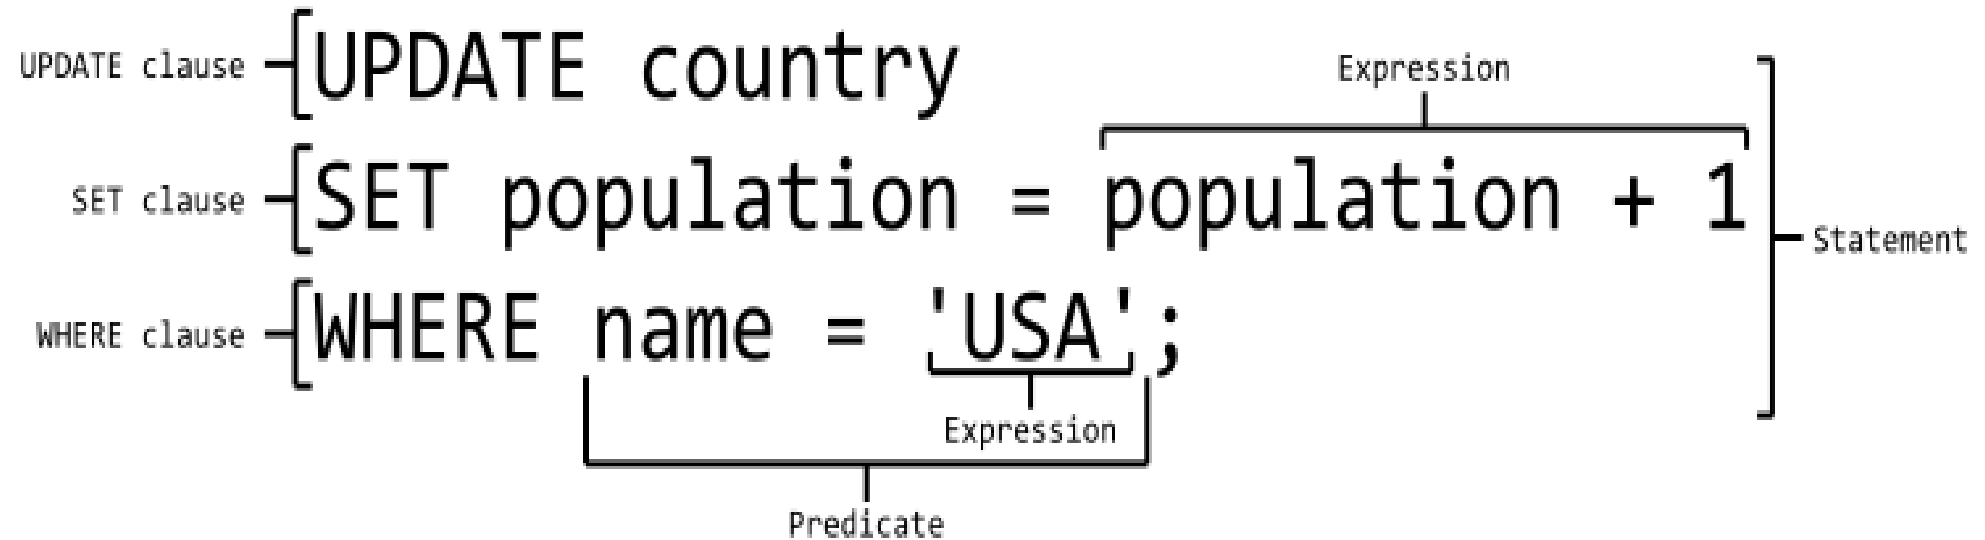 UPDATE clause UPDATE country
Expression
SET clause SET population = population + 1
Statement
WHERE clause WHERE name = 'USA';
Expression
Predicate